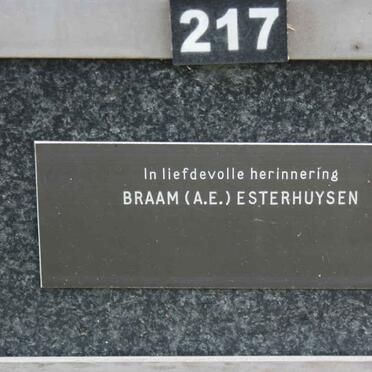 217
In liefdevolle herinnering
BRAAM (A.E.) ESTERHUYSEN